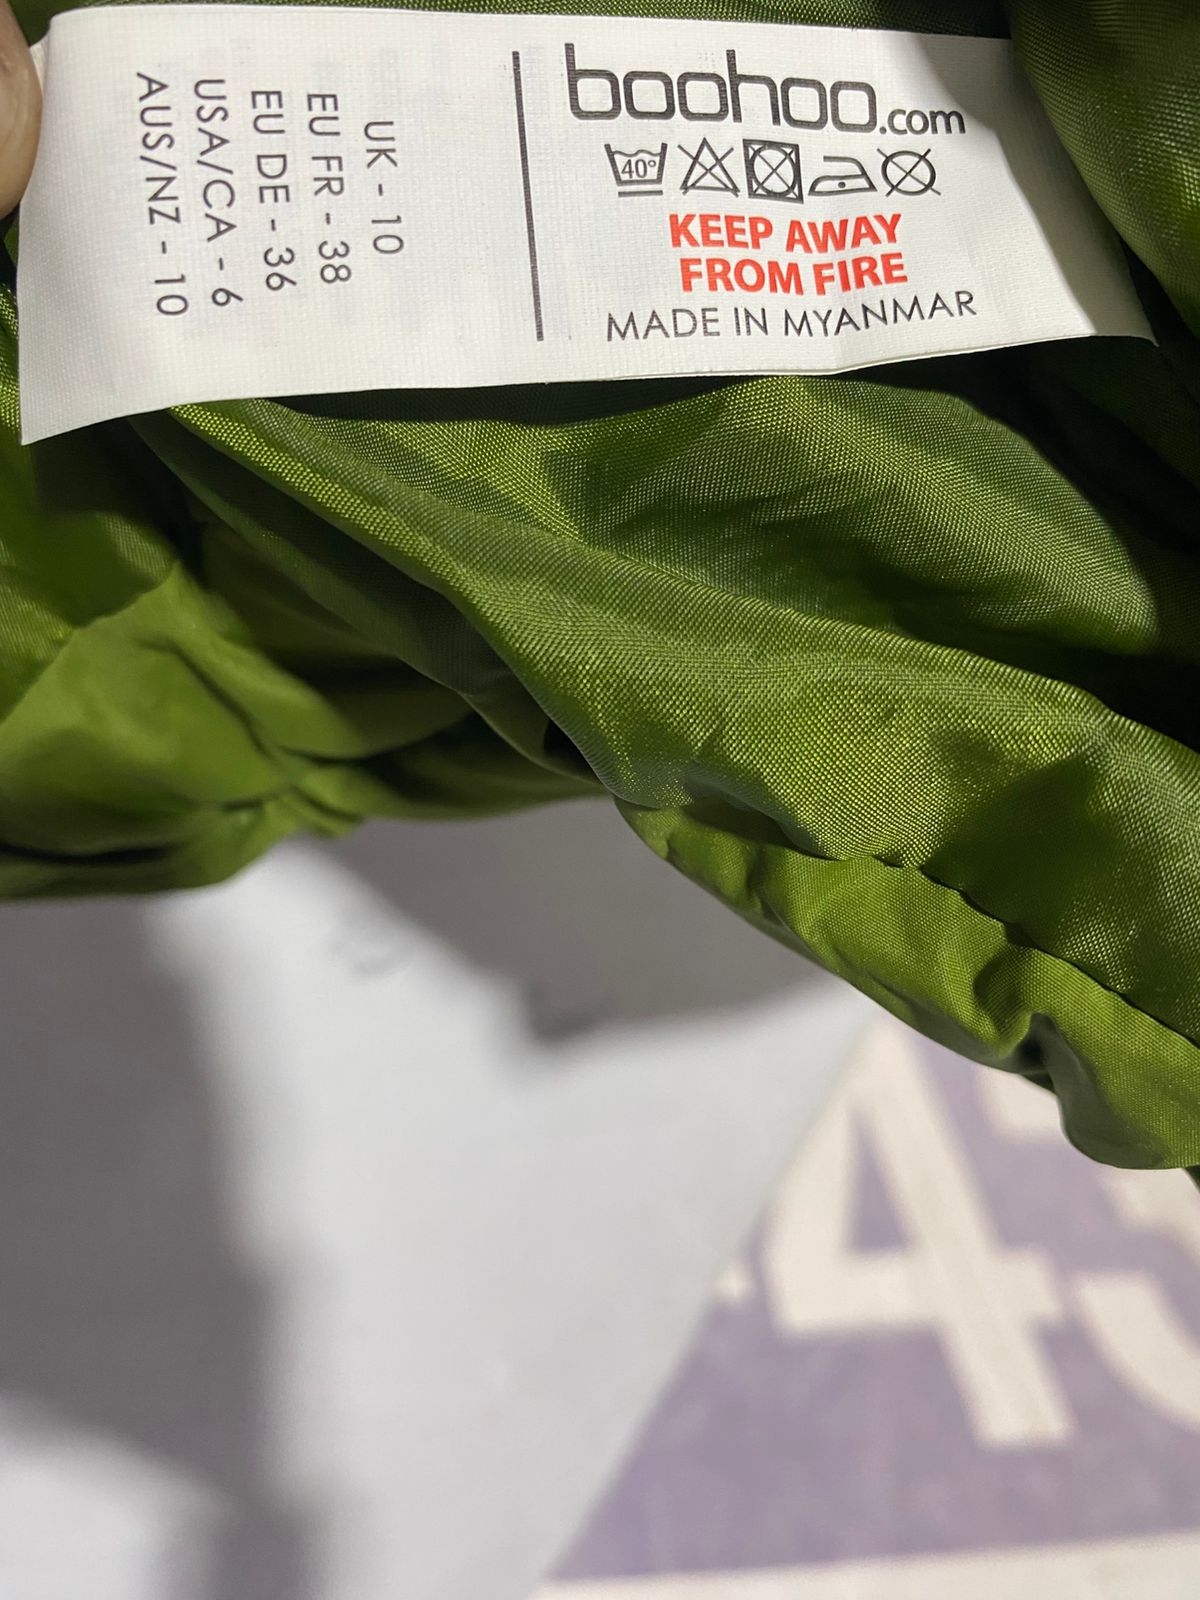 boohoo.com
40°
KEEP AWAY
FROM FIRE
MADE IN MYANMAR
UK - 10
EU FR - 38
EU DE - 36
USA/CA - 6
AUS/NZ - 10
43